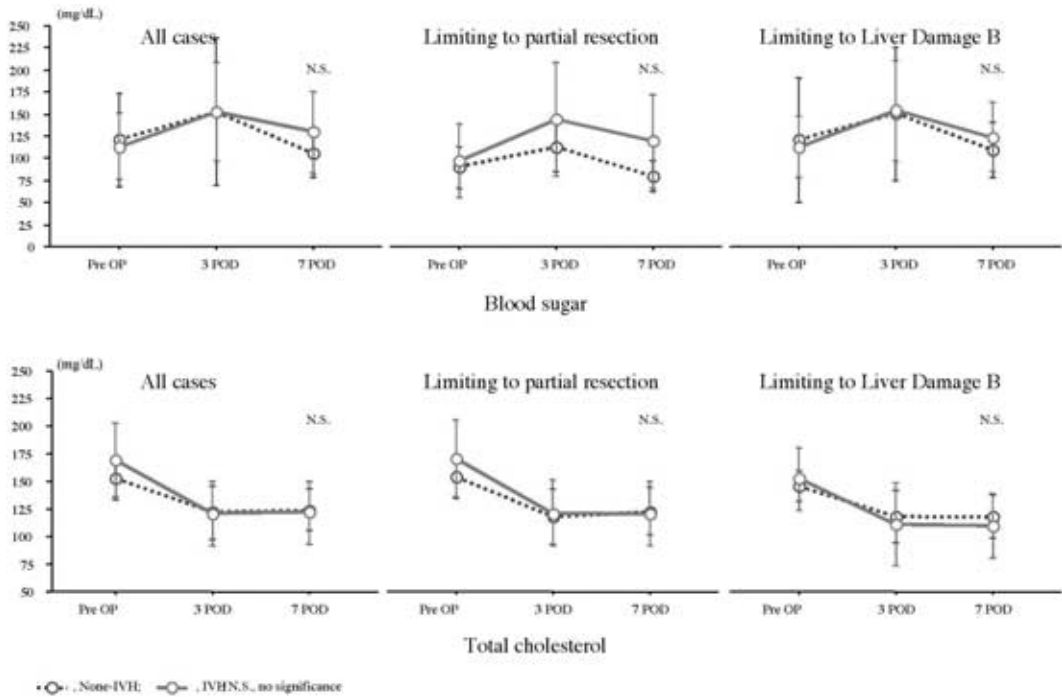 (mg/dL)
250
225
200
175
150
125
100
75
50
25
0
All cases
N.S.
Pre OP 3 POD 7 POD
Limiting to partial resection
N.S.
Pre OP 3 POD 7 POD
Limiting to Liver Damage B
N.S.
Pre OP 3 POD 7 POD
Blood sugar
(mg/dL)
250
225
200
175
150
125
100
75
50
All cases
N.S.
Pre OP 3 POD 7 POD
Limiting to partial resection
N.S.
Pre OP 3 POD 7 POD
Limiting to Liver Damage B
N.S.
Pre OP 3 POD 7 POD
Total cholesterol
, None-IVH; , IVH N.S., no significance